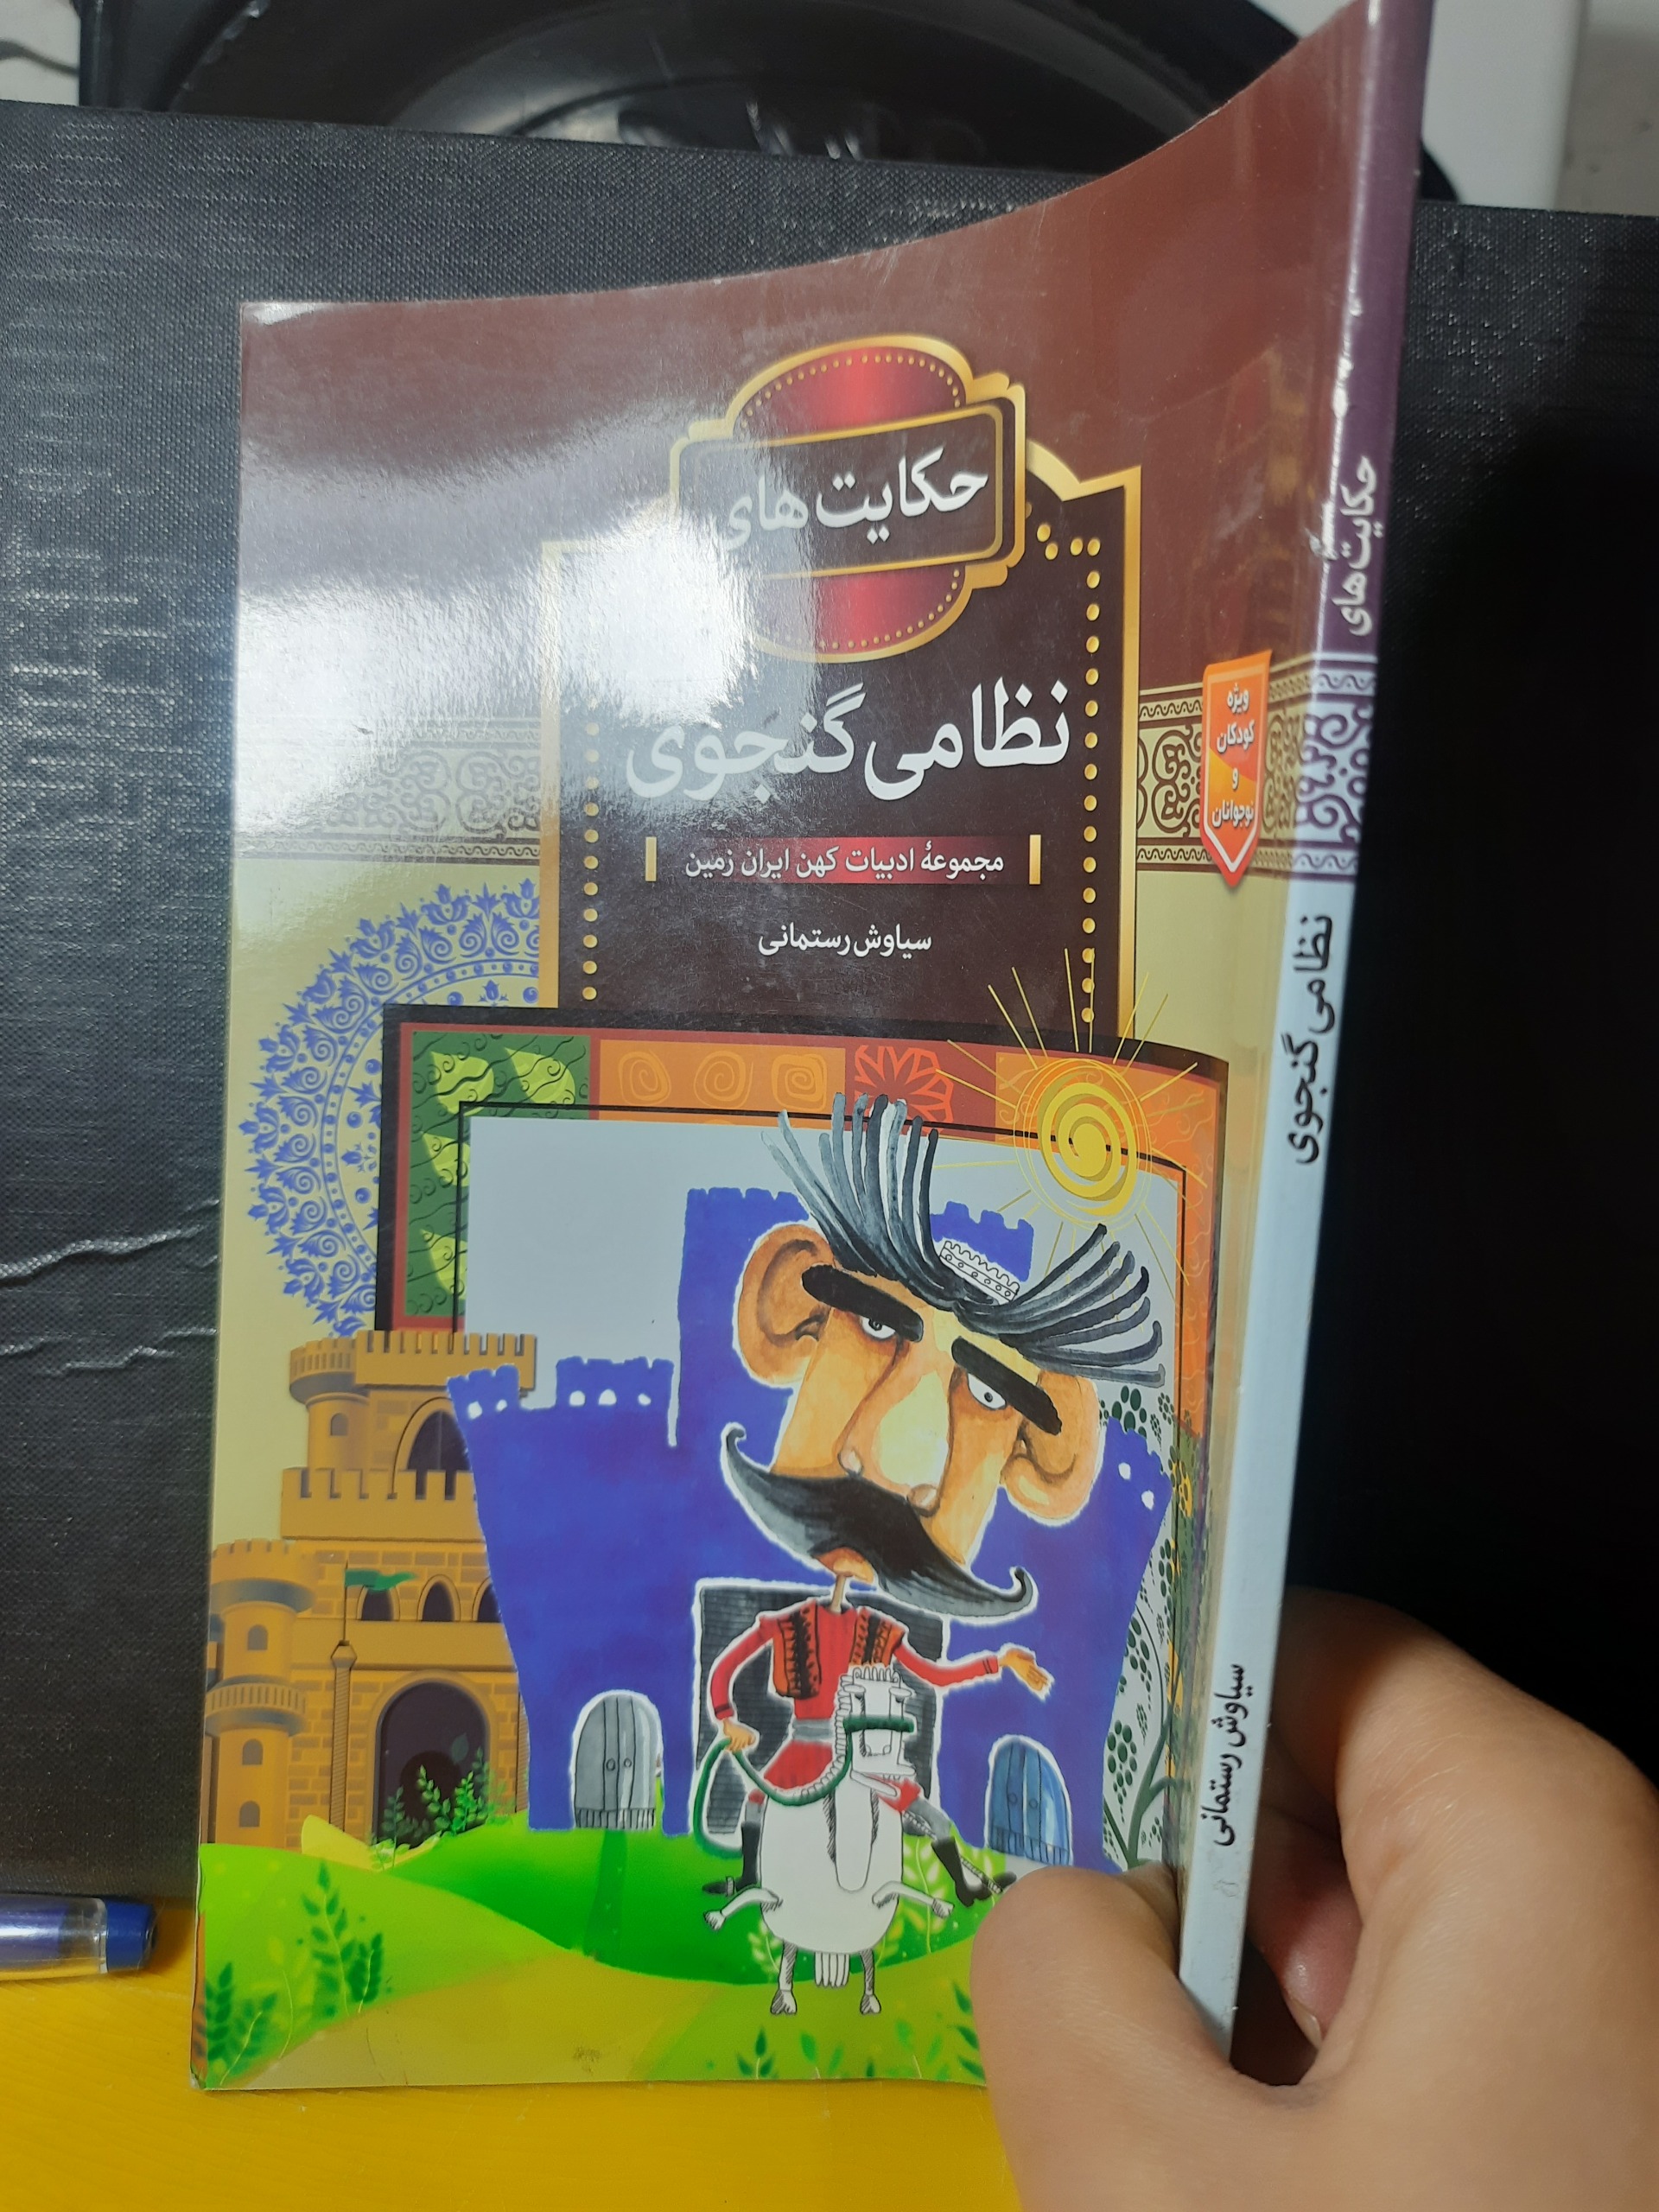 حکایت‌های
نظامی گنجوی
مجموعهٔ ادبیات کهن ایران زمین
سیاوش رستمانی
ویژه
کودکان
و
نوجوانان
حکایت‌های
نظامی گنجوی
سیاوش رستمانی